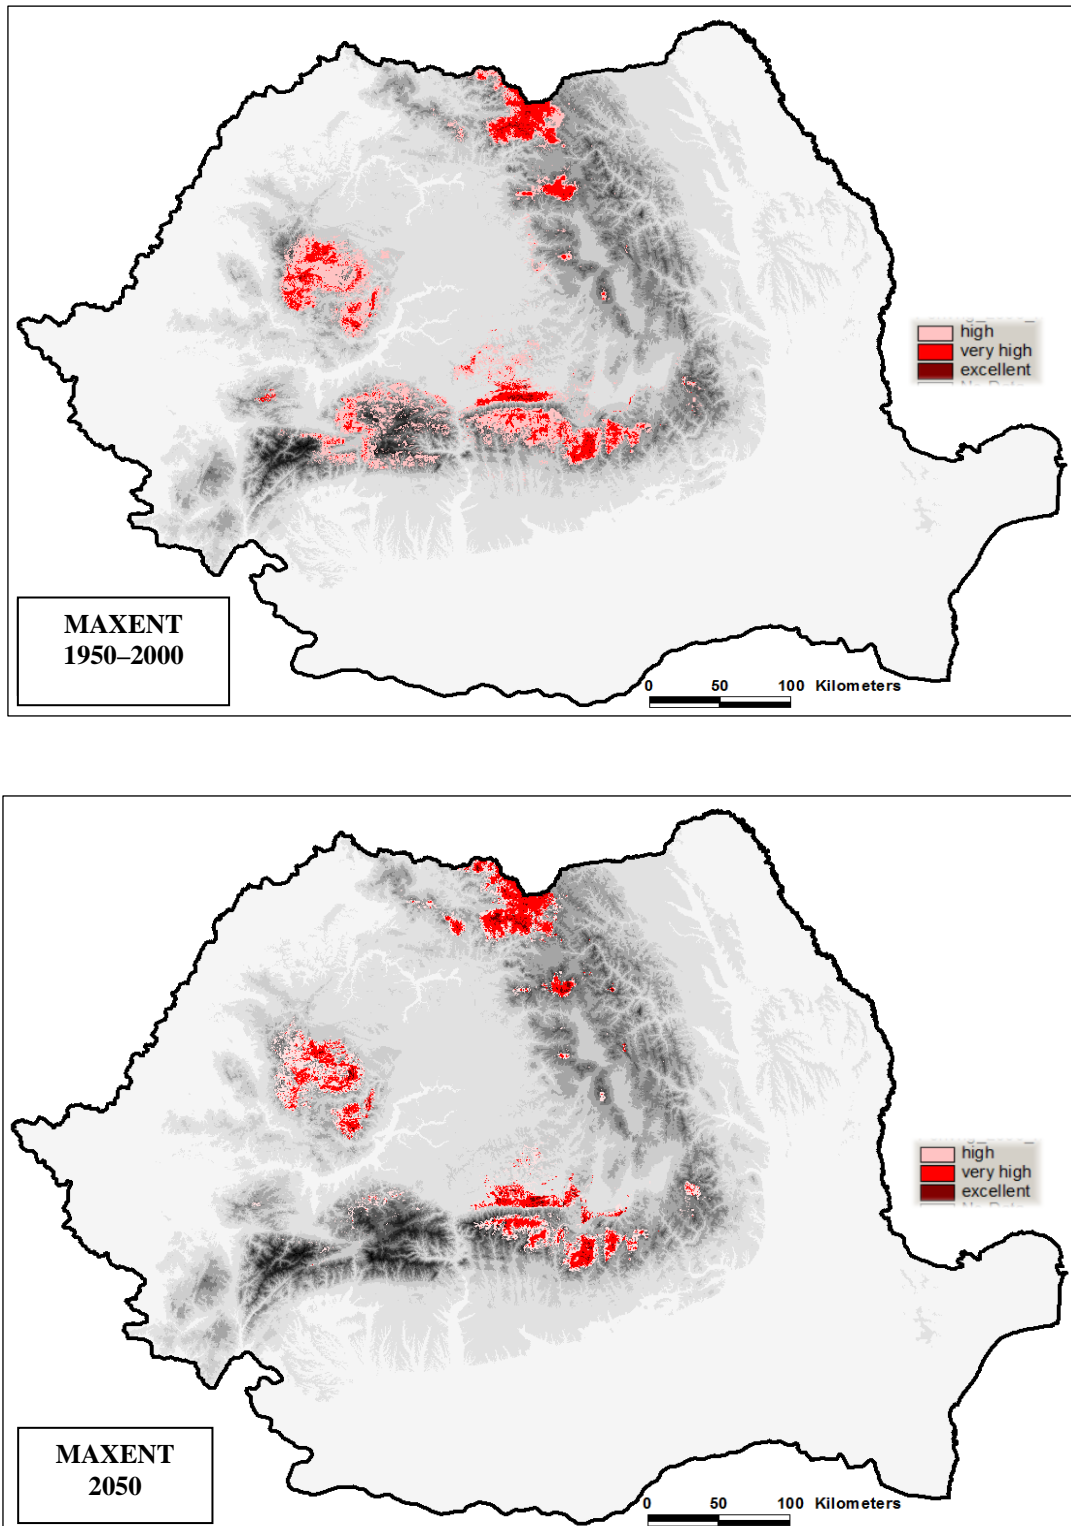 high
very high
excellent
MAXENT
1950–2000
0 50 100 Kilometers
high
very high
excellent
MAXENT
2050
0 50 100 Kilometers